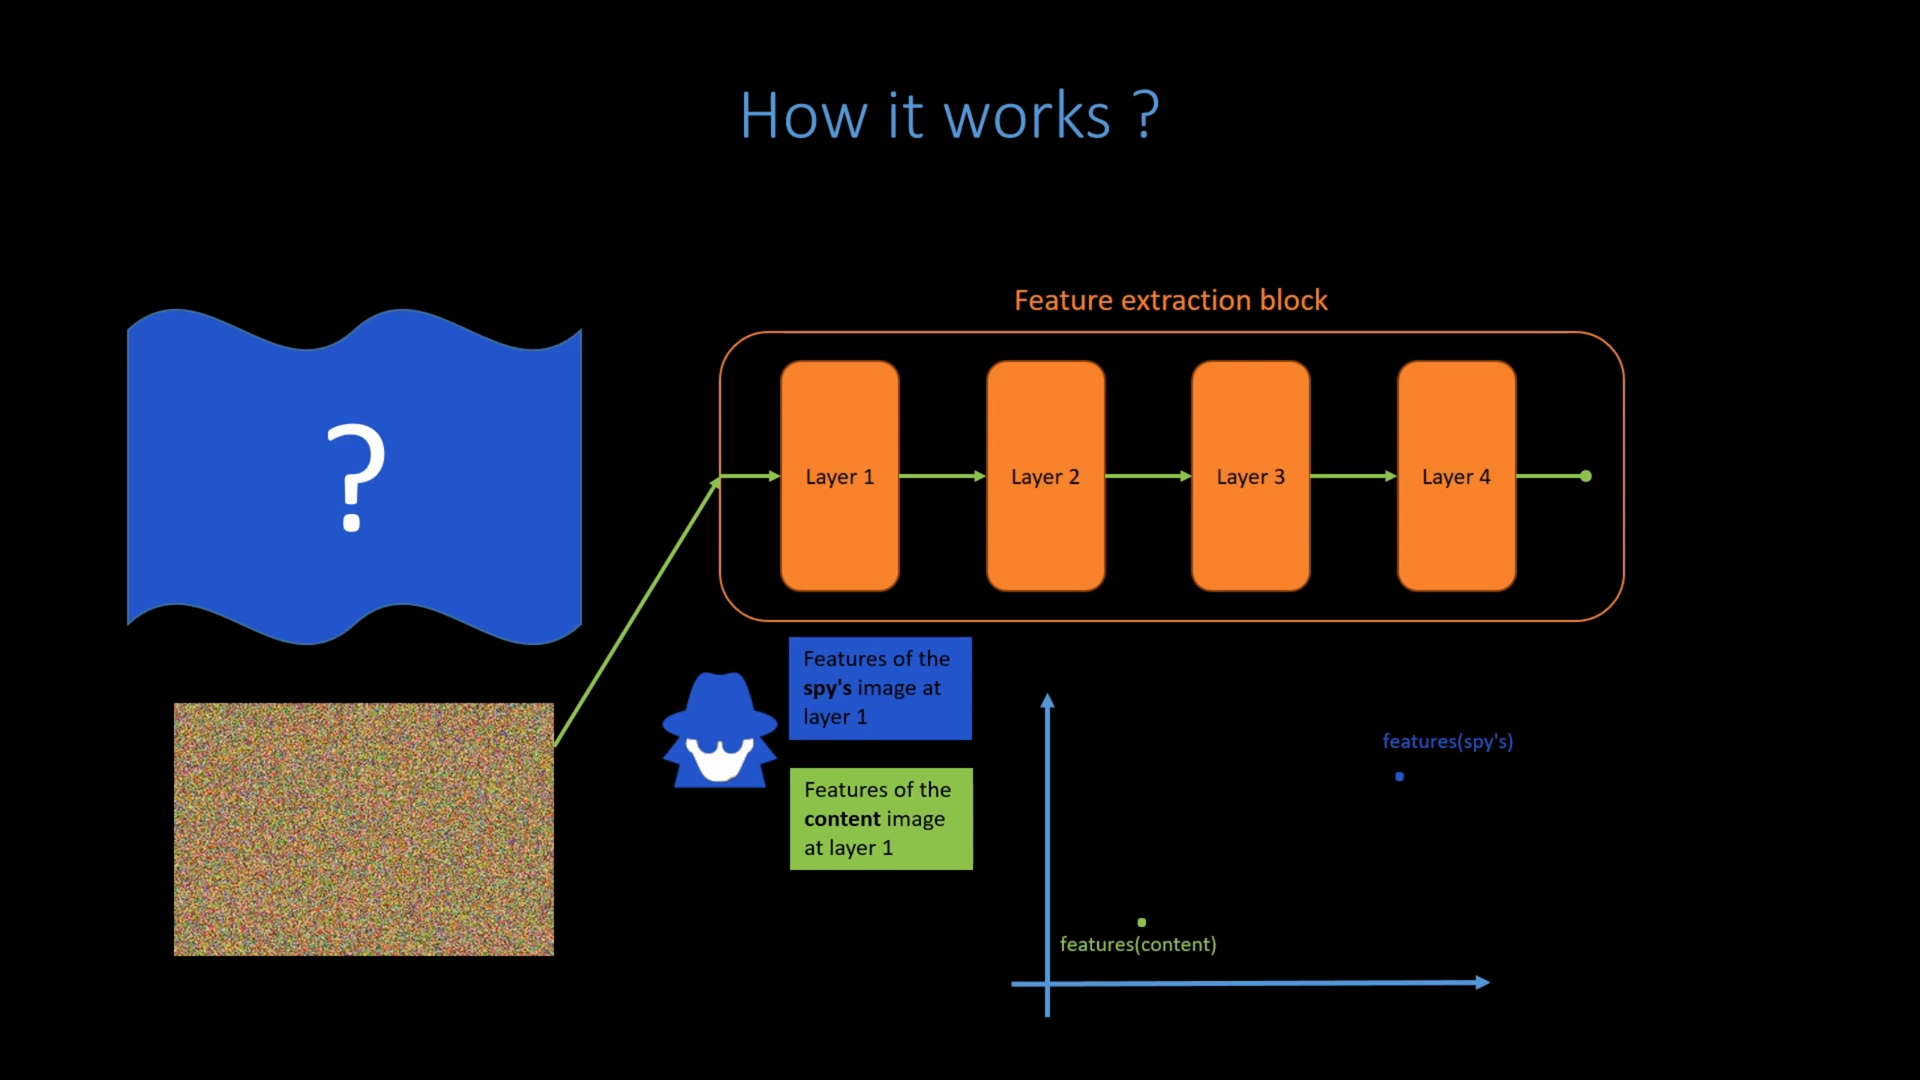 How it works ?
Feature extraction block
?
Layer 1
Layer 2
Layer 3
Layer 4
Features of the
spy's image at
layer 1
Features of the
content image
at layer 1
features(spy's)
features(content)